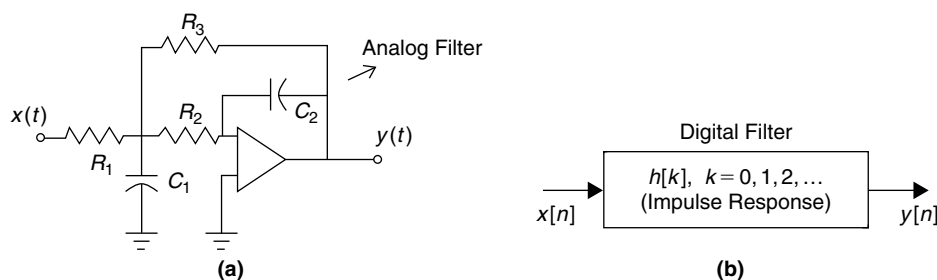 R3
Analog Filter
x(t)
R2
C2
y(t)
R1
C1
(a)
Digital Filter
h[k], k = 0, 1, 2, ...
(Impulse Response)
x[n]
y[n]
(b)